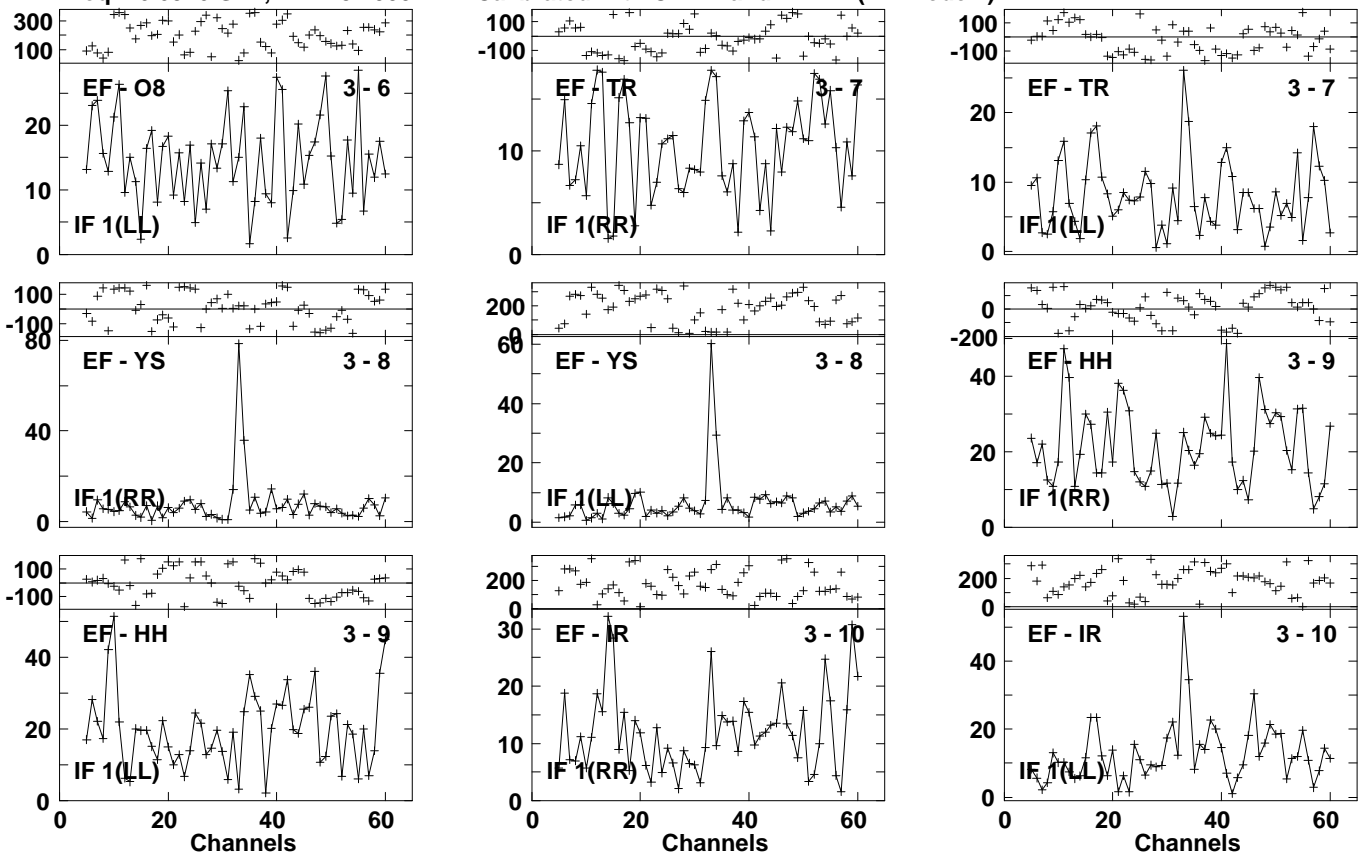 300
100
EF - O8 3 - 6
20
10
0
IF 1(LL)
100
-100
EF - TR 3 - 7
10
0
IF 1(RR)
100
-100
EF - TR 3 - 7
20
10
0
IF 1(LL)
100
-100
80
EF - YS 3 - 8
40
0
IF 1(RR)
200
0
60
EF - YS 3 - 8
40
20
0
IF 1(LL)
0
-200
EF - HH 3 - 9
40
20
0
IF 1(RR)
100
-100
EF - HH 3 - 9
40
20
0
IF 1(LL)
0 20 40 60
Channels
200
0
30
EF - IR 3 - 10
20
10
0
IF 1(RR)
0 20 40 60
Channels
200
0
EF - IR 3 - 10
40
20
0
IF 1(LL)
0 20 40 60
Channels